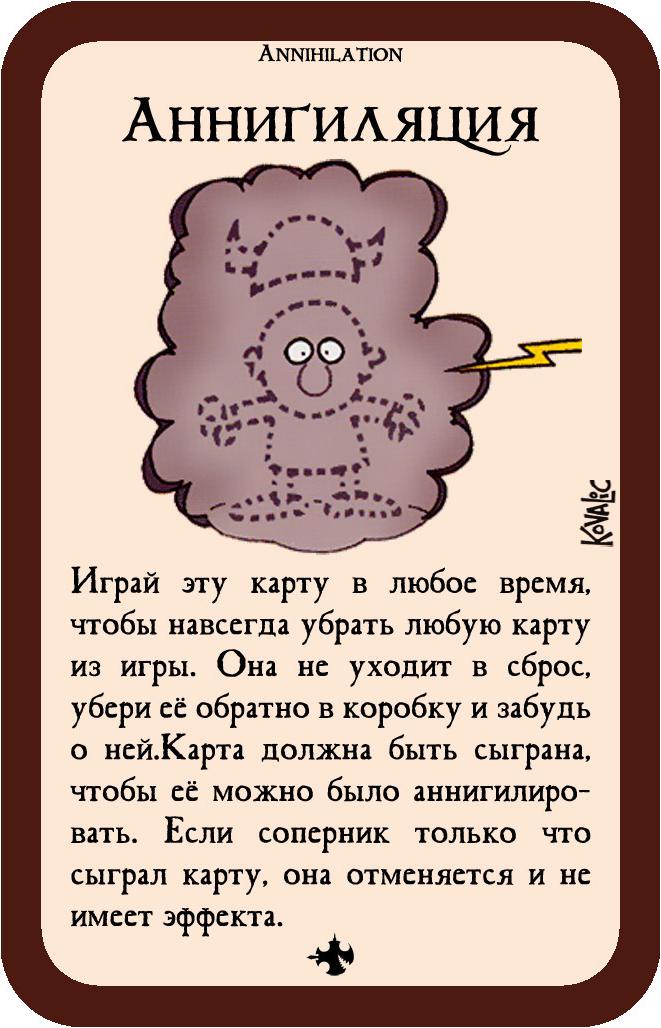 Annihilation
Аннигиляция
Kovalic
Играй эту карту в любое время,
чтобы навсегда убрать любую карту
из игры. Она не уходит в сброс,
убери её обратно в коробку и забудь
о ней.Карта должна быть сыграна,
чтобы её можно было аннигилиро-
вать. Если соперник только что
сыграл карту, она отменяется и не
имеет эффекта.